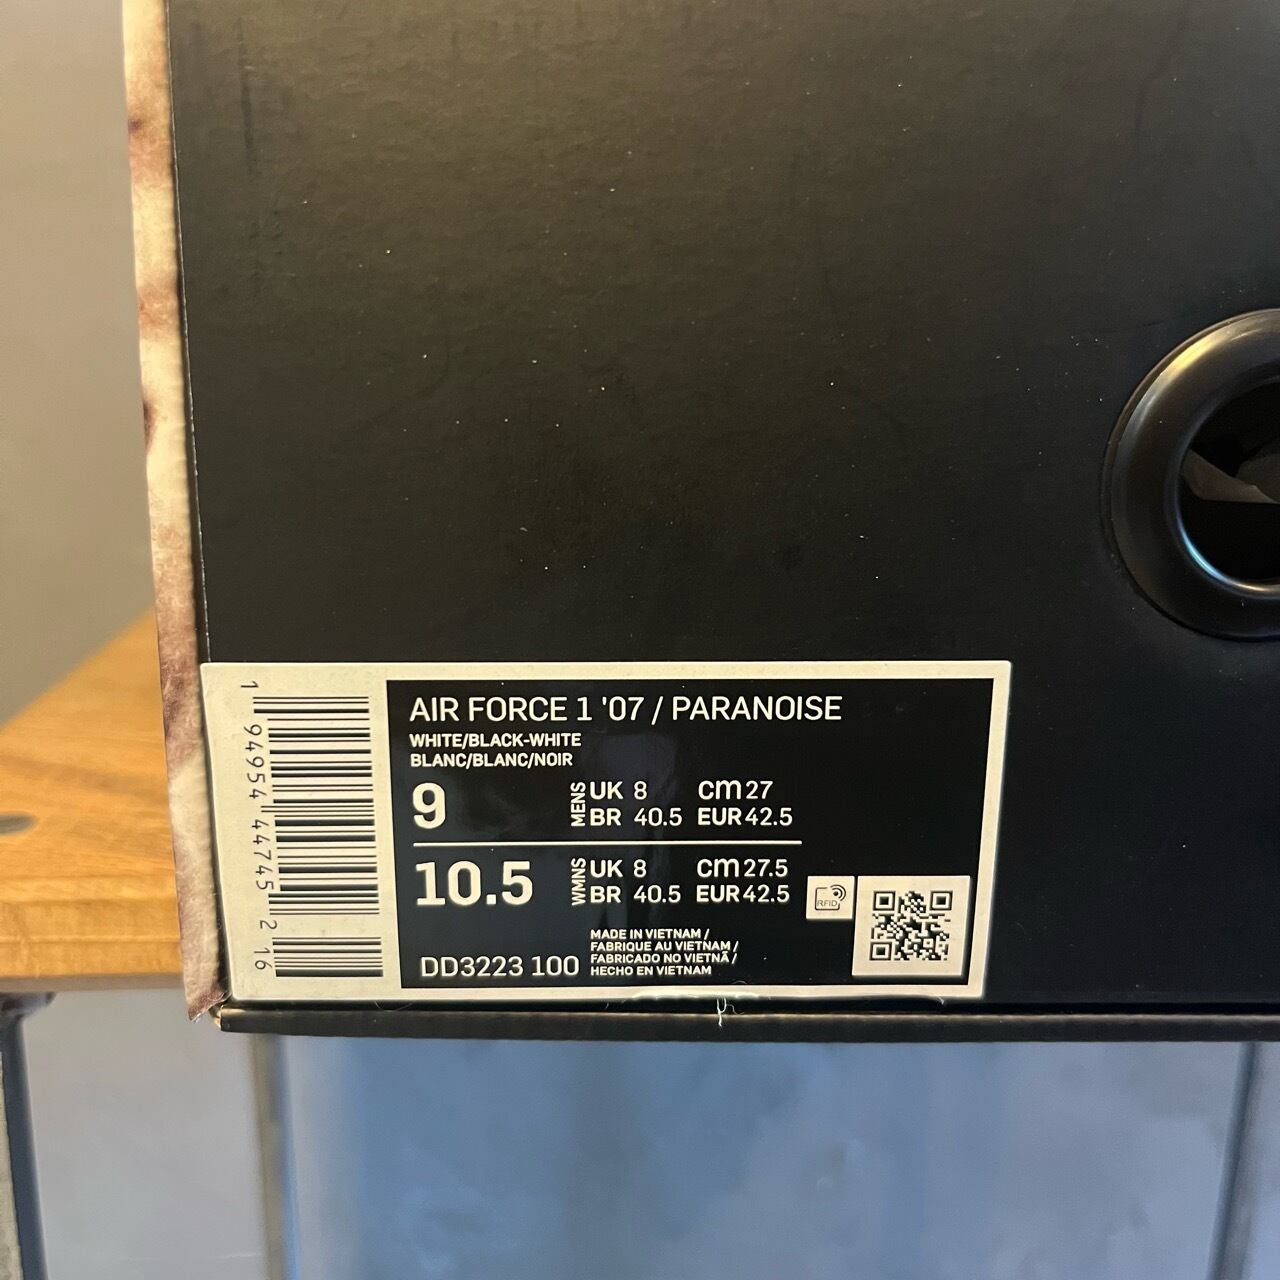 1 94954 44745 2 16
AIR FORCE 1 '07 / PARANOISE
WHITE/BLACK-WHITE
BLANC/BLANC/NOIR
9 MENS UK 8 cm 27
BR 40.5 EUR 42.5
10.5 WMNS UK 8 cm 27.5
BR 40.5 EUR 42.5
RFID
MADE IN VIETNAM /
FABRIQUE AU VIETNAM /
FABRICADO NO VIETNÃ /
HECHO EN VIETNAM
DD3223 100